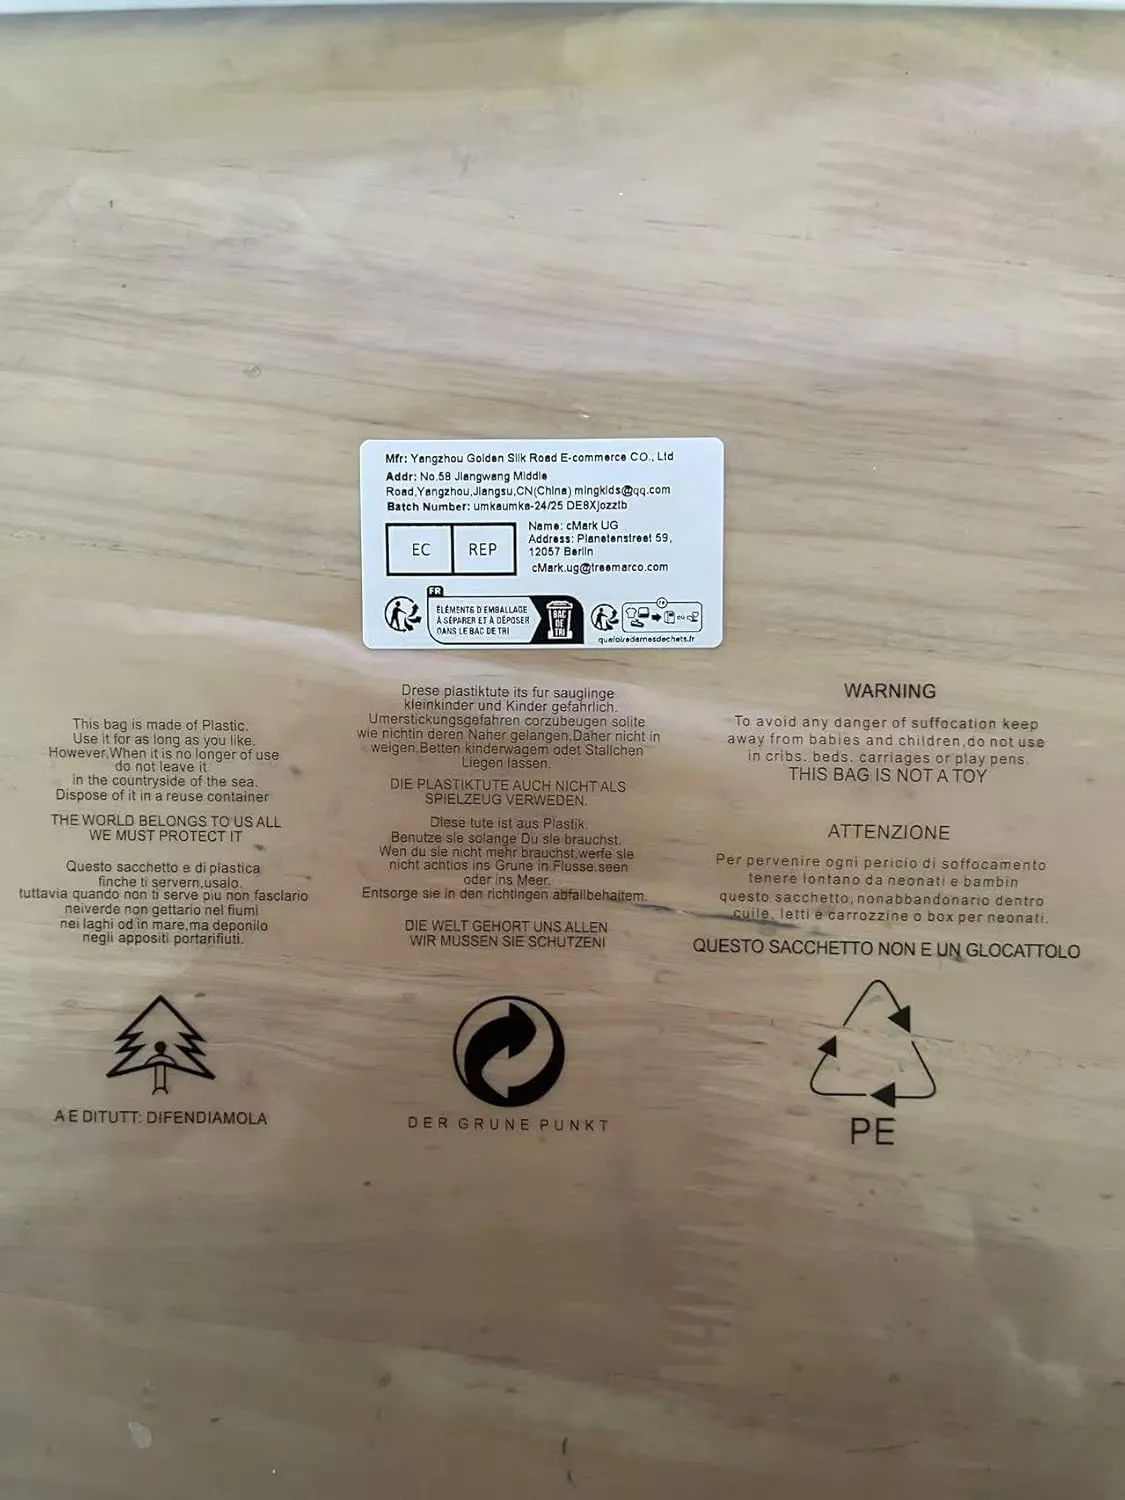 Mfr: Yangzhou Golden Silk Road E-commerce CO., Ltd
Addr: No.58 Jiangwang Middle
Road,Yangzhou,Jiangsu,CN(China) mingkids@qq.com
Batch Number: umkaumka-24/25 DE8Xjozzlb
EC REP
Name: cMark UG
Address: Planetenstreet 59,
12057 Berlin
cMark.ug@treemarco.com
FR
ÉLÉMENTS D EMBALLAGE
À SÉPARER ET À DÉPOSER
DANS LE BAC DE TRI
BAC
DE
TRI
FR
ou
quefairedemesdechets.fr
This bag is made of Plastic.
Use it for as long as you like.
However,When it is no longer of use
do not leave it
in the countryside of the sea.
Dispose of it in a reuse container
THE WORLD BELONGS TO US ALL
WE MUST PROTECT IT
Questo sacchetto e di plastica
finche ti servern,usalo.
tuttavia quando non ti serve piu non fasclario
neiverde non gettario nel fiumi
nei laghi od in mare,ma deponilo
negli appositi portarifiuti.
A E DITUTT: DIFENDIAMOLA
Drese plastiktute its fur sauglinge
kleinkinder und Kinder gefahrlich.
Umerstickungsgefahren corzubeugen solite
wie nichtin deren Naher gelangen,Daher nicht in
weigen,Betten kinderwagem odet Stallchen
Liegen lassen.
DIE PLASTIKTUTE AUCH NICHT ALS
SPIELZEUG VERWEDEN.
Diese tute ist aus Plastik.
Benutze sie solange Du sie brauchst.
Wen du sie nicht mehr brauchst,werfe sie
nicht achtios ins Grune in Flusse.seen
oder ins Meer.
Entsorge sie in den richtingen abfallbehaitem.
DIE WELT GEHORT UNS ALLEN
WIR MUSSEN SIE SCHUTZENI
DER GRUNE PUNKT
WARNING
To avoid any danger of suffocation keep
away from babies and children,do not use
in cribs. beds. carriages or play pens.
THIS BAG IS NOT A TOY
ATTENZIONE
Per pervenire ogni pericio di soffocamento
tenere lontano da neonati e bambin
questo sacchetto, nonabbandonario dentro
cuile, letti e carrozzine o box per neonati.
QUESTO SACCHETTO NON E UN GLOCATTOLO
PE